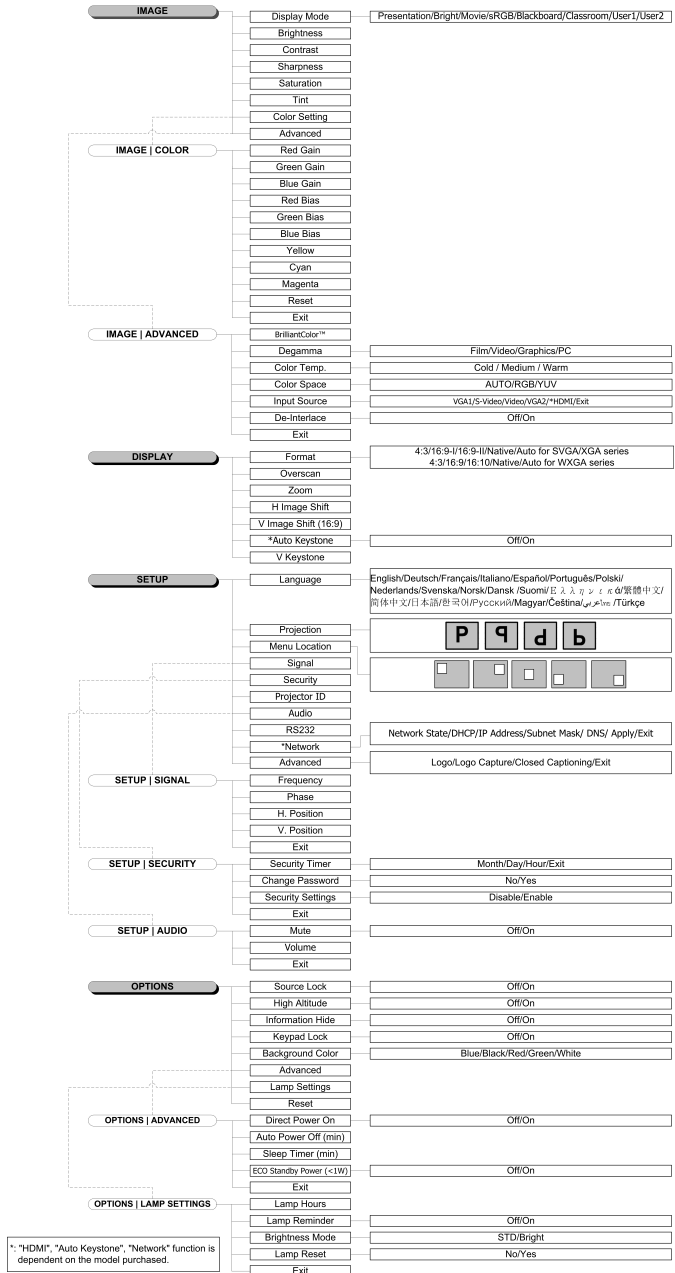 IMAGE
Display Mode
Presentation/Bright/Movie/sRGB/Blackboard/Classroom/User1/User2
Brightness
Contrast
Sharpness
Saturation
Tint
Color Setting
Advanced
IMAGE | COLOR
Red Gain
Green Gain
Blue Gain
Red Bias
Green Bias
Blue Bias
Yellow
Cyan
Magenta
Reset
Exit
IMAGE | ADVANCED
BrilliantColor™
Degamma
Film/Video/Graphics/PC
Color Temp.
Cold / Medium / Warm
Color Space
AUTO/RGB/YUV
Input Source
VGA1/S-Video/Video/VGA2/*HDMI/Exit
De-Interlace
Off/On
Exit
DISPLAY
Format
4:3/16:9-I/16:9-II/Native/Auto for SVGA/XGA series
4:3/16:9/16:10/Native/Auto for WXGA series
Overscan
Zoom
H Image Shift
V Image Shift (16:9)
*Auto Keystone
Off/On
V Keystone
SETUP
Language
English/Deutsch/Français/Italiano/Español/Português/Polski/
Nederlands/Svenska/Norsk/Dansk /Suomi/Ελληνικά/繁體中文/
简体中文/日本語/한국어/Русский/Magyar/Čeština/عربي/ไทย /Türkçe
Projection
P P P P
Menu Location
Signal
Security
Projector ID
Audio
RS232
*Network
Network State/DHCP/IP Address/Subnet Mask/ DNS/ Apply/Exit
Advanced
Logo/Logo Capture/Closed Captioning/Exit
SETUP | SIGNAL
Frequency
Phase
H. Position
V. Position
Exit
SETUP | SECURITY
Security Timer
Month/Day/Hour/Exit
Change Password
No/Yes
Security Settings
Disable/Enable
Exit
SETUP | AUDIO
Mute
Off/On
Volume
Exit
OPTIONS
Source Lock
Off/On
High Altitude
Off/On
Information Hide
Off/On
Keypad Lock
Off/On
Background Color
Blue/Black/Red/Green/White
Advanced
Lamp Settings
Reset
OPTIONS | ADVANCED
Direct Power On
Off/On
Auto Power Off (min)
Sleep Timer (min)
ECO Standby Power (<1W)
Off/On
Exit
OPTIONS | LAMP SETTINGS
Lamp Hours
Lamp Reminder
Off/On
Brightness Mode
STD/Bright
Lamp Reset
No/Yes
Exit
*: "HDMI", "Auto Keystone", "Network" function is
dependent on the model purchased.